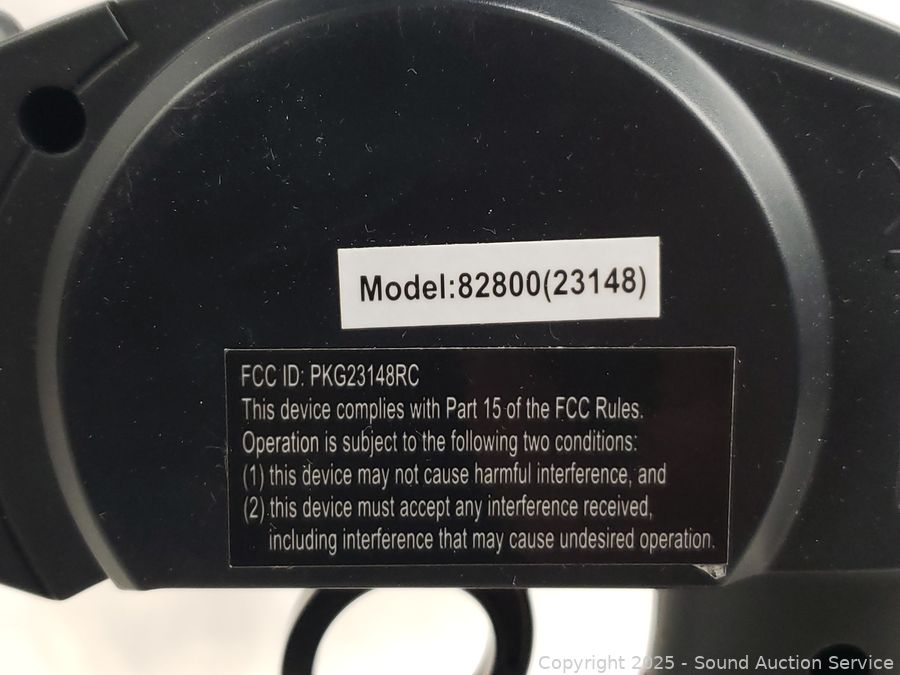 Model:82800(23148)
FCC ID: PKG23148RC
This device complies with Part 15 of the FCC Rules.
Operation is subject to the following two conditions:
(1) this device may not cause harmful interference, and
(2) this device must accept any interference received,
including interference that may cause undesired operation.
Copyright 2025 - Sound Auction Service